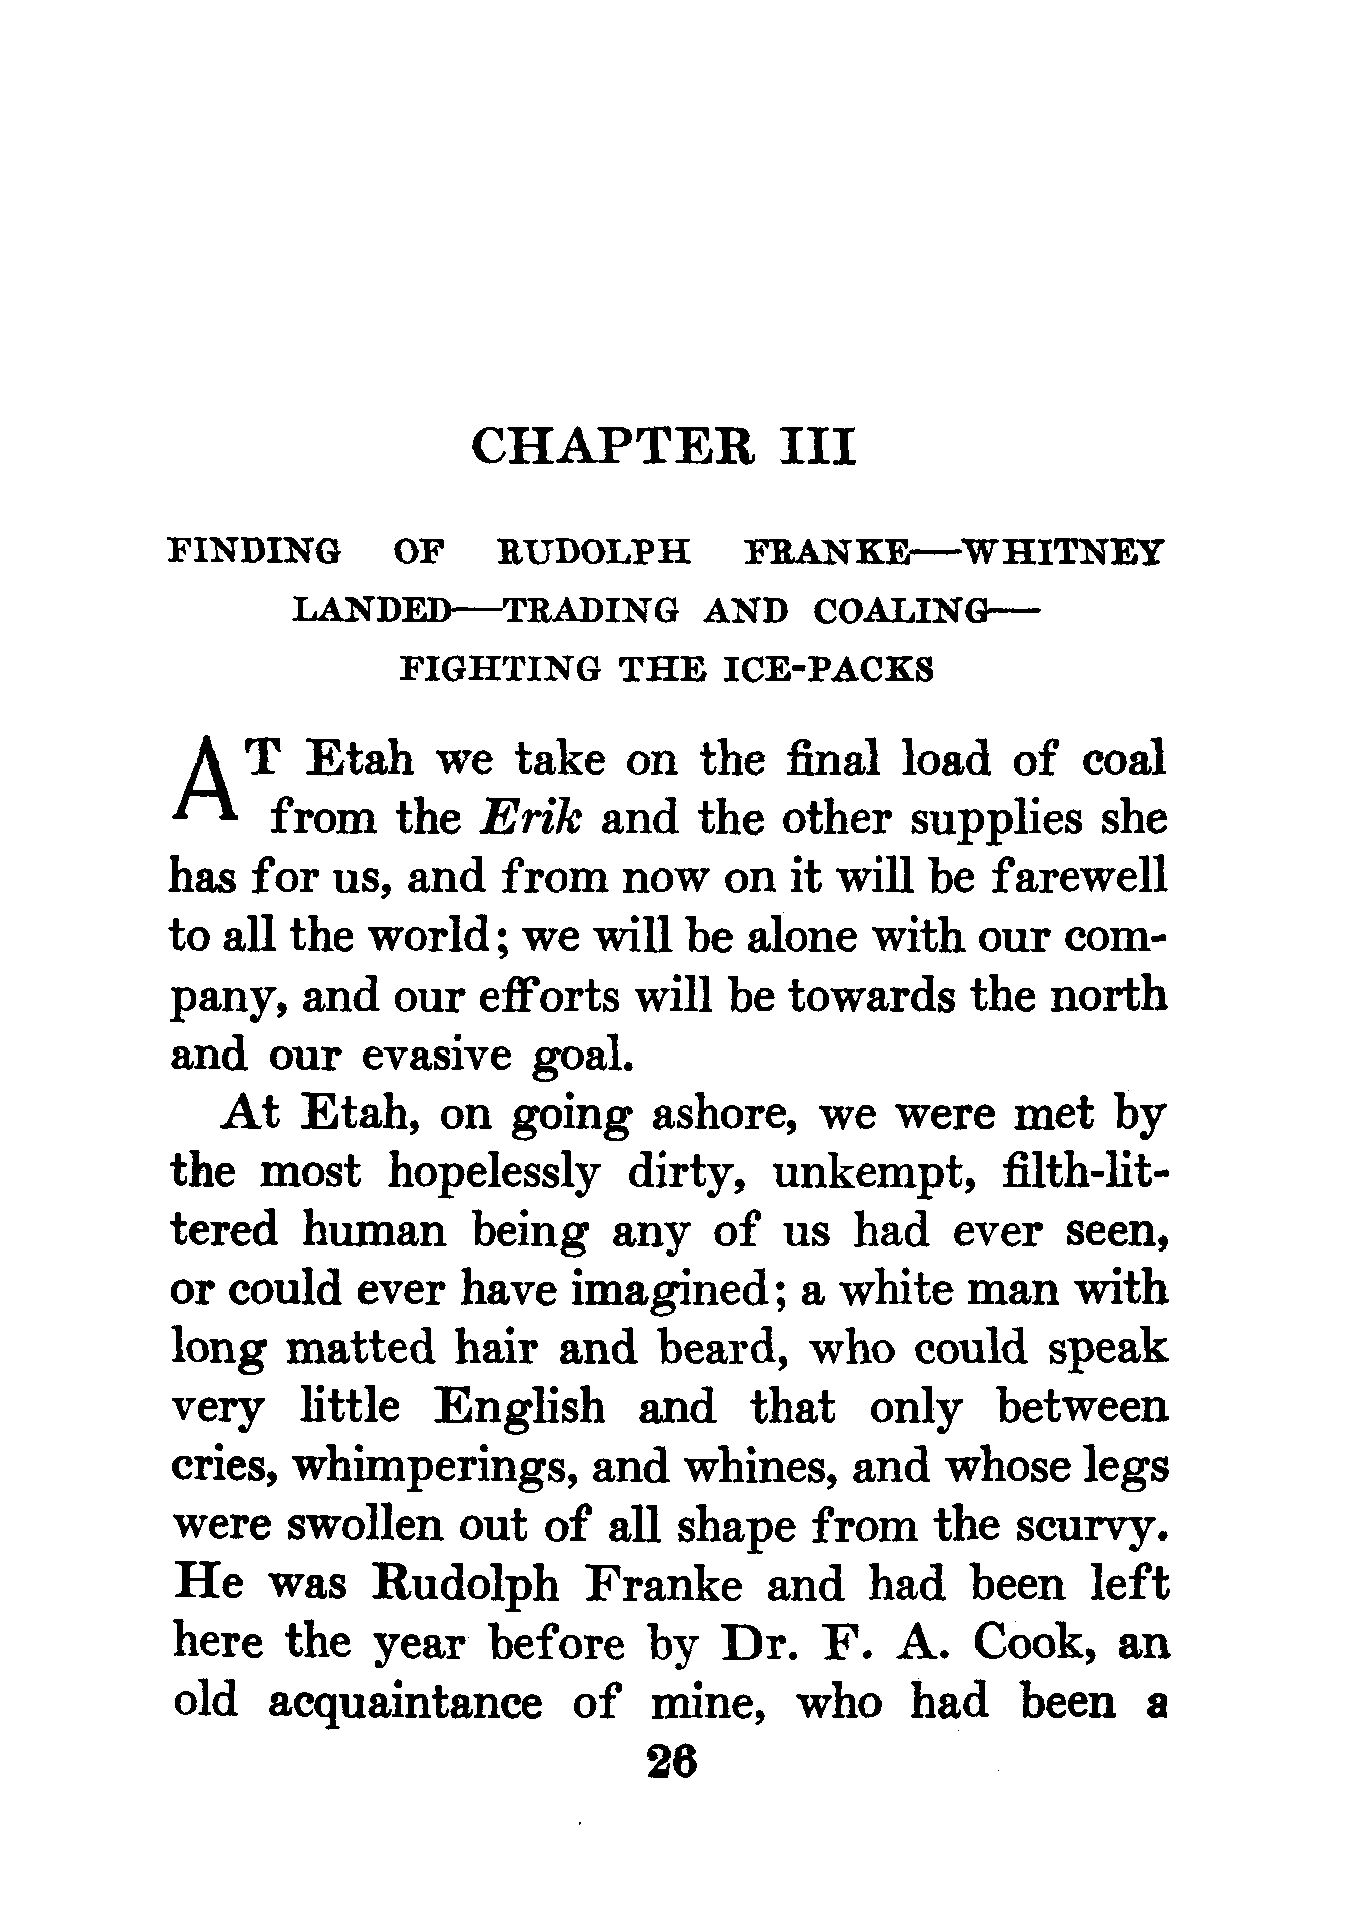 CHAPTER III
FINDING OF RUDOLPH FRANKE—WHITNEY
LANDED—TRADING AND COALING—
FIGHTING THE ICE-PACKS
AT Etah we take on the final load of coal
from the Erik and the other supplies she
has for us, and from now on it will be farewell
to all the world; we will be alone with our com-
pany, and our efforts will be towards the north
and our evasive goal.
At Etah, on going ashore, we were met by
the most hopelessly dirty, unkempt, filth-lit-
tered human being any of us had ever seen,
or could ever have imagined; a white man with
long matted hair and beard, who could speak
very little English and that only between
cries, whimperings, and whines, and whose legs
were swollen out of all shape from the scurvy.
He was Rudolph Franke and had been left
here the year before by Dr. F. A. Cook, an
old acquaintance of mine, who had been a
26